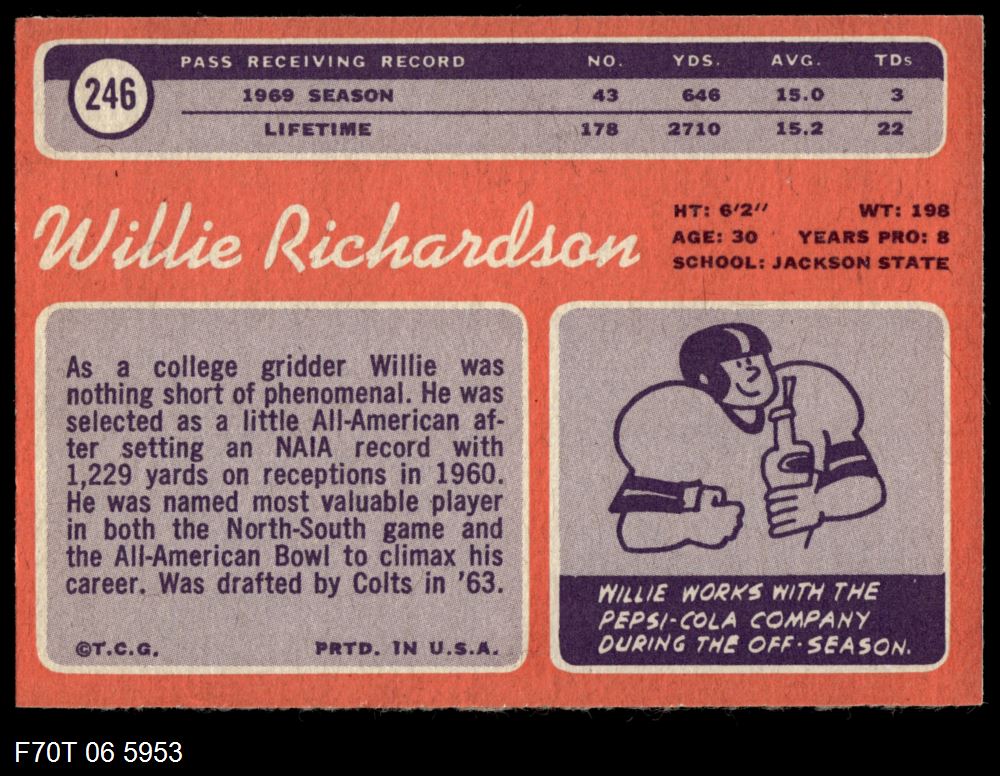 246
PASS RECEIVING RECORD NO. YDS. AVG. TDs
1969 SEASON 43 646 15.0 3
LIFETIME 178 2710 15.2 22
Willie Richardson
HT: 6'2'' WT: 198
AGE: 30 YEARS PRO: 8
SCHOOL: JACKSON STATE
As a college gridder Willie was
nothing short of phenomenal. He was
selected as a little All-American af-
ter setting an NAIA record with
1,229 yards on receptions in 1960.
He was named most valuable player
in both the North-South game and
the All-American Bowl to climax his
career. Was drafted by Colts in '63.
©T.C.G. PRTD. IN U.S.A.
WILLIE WORKS WITH THE
PEPSI-COLA COMPANY
DURING THE OFF-SEASON.
F70T 06 5953